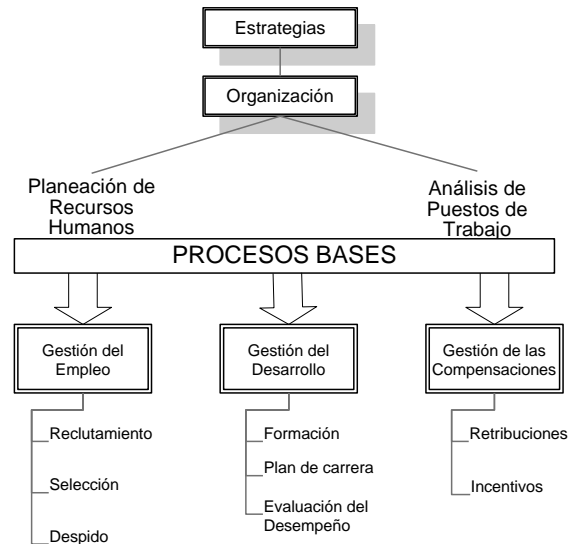 Estrategias
Organización
Planeación de
Recursos
Humanos
Análisis de
Puestos de
Trabajo
PROCESOS BASES
Gestión del
Empleo
Gestión del
Desarrollo
Gestión de las
Compensaciones
Reclutamiento
Selección
Despido
Formación
Plan de carrera
Evaluación del
Desempeño
Retribuciones
Incentivos